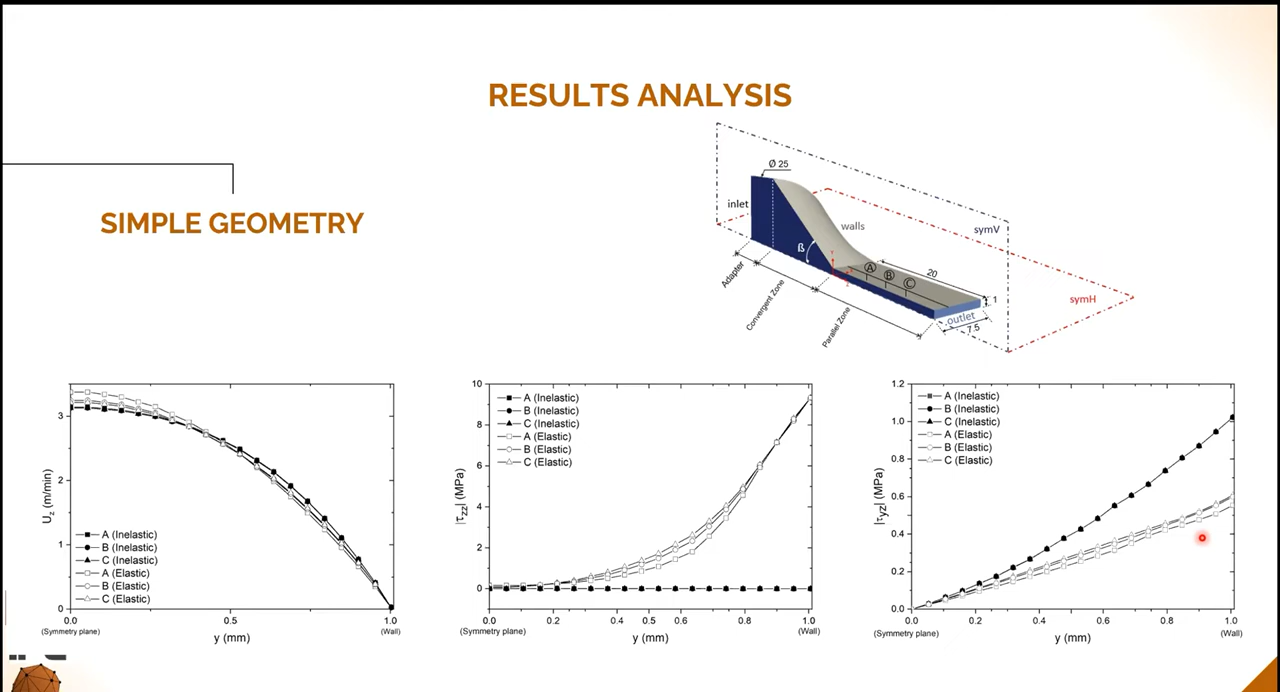 RESULTS ANALYSIS
SIMPLE GEOMETRY
Ø 25
inlet
walls
symV
ß
A
B
C
20
1
symH
outlet
7.5
Adapter
Convergent Zone
Parallel Zone
U_z (m/min)
3
2
1
0
A (Inelastic)
B (Inelastic)
C (Inelastic)
A (Elastic)
B (Elastic)
C (Elastic)
0.0 0.5 1.0
(Symmetry plane) (Wall)
y (mm)
|τ_zz| (MPa)
10
8
6
4
2
0
A (Inelastic)
B (Inelastic)
C (Inelastic)
A (Elastic)
B (Elastic)
C (Elastic)
0.0 0.2 0.4 0.6 0.8 1.0
(Symmetry plane) (Wall)
y (mm)
|τ_yz| (MPa)
1.2
1.0
0.8
0.6
0.4
0.2
0.0
A (Inelastic)
B (Inelastic)
C (Inelastic)
A (Elastic)
B (Elastic)
C (Elastic)
0.0 0.2 0.4 0.6 0.8 1.0
(Symmetry plane) (Wall)
y (mm)